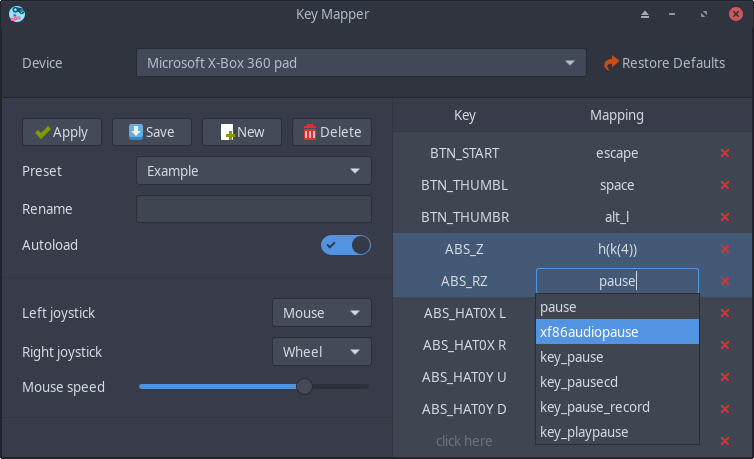 Key Mapper
Device
Microsoft X-Box 360 pad
Restore Defaults
Apply
Save
New
Delete
Preset
Example
Rename
Autoload
Left joystick
Mouse
Right joystick
Wheel
Mouse speed
Key Mapping
BTN_START escape
BTN_THUMBL space
BTN_THUMBR alt_l
ABS_Z h(k(4))
ABS_RZ pause
ABS_HAT0X L
ABS_HAT0X R
ABS_HAT0Y U
ABS_HAT0Y D
click here
pause
xf86audiopause
key_pause
key_pausecd
key_pause_record
key_playpause